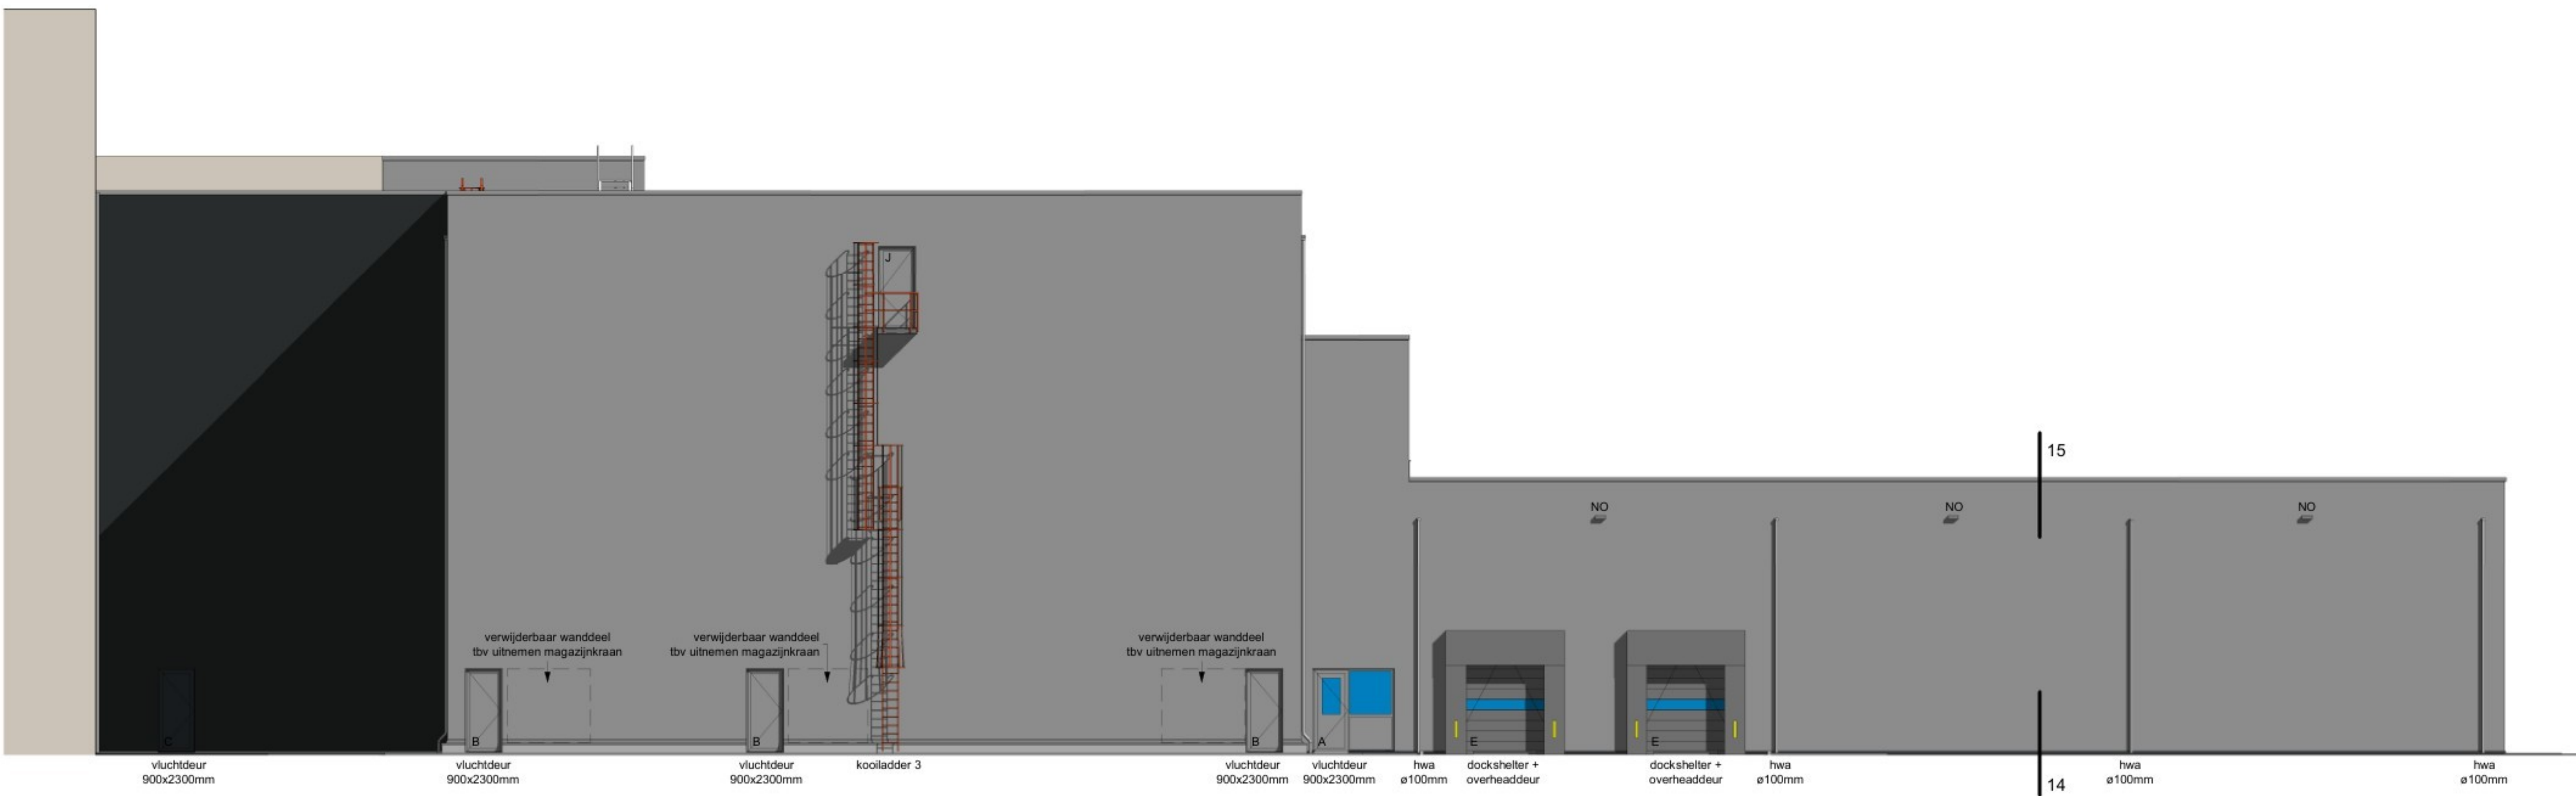 J
15
NO
NO
NO
verwijderbaar wanddeel
tbv uitnemen magazijnkraan
verwijderbaar wanddeel
tbv uitnemen magazijnkraan
verwijderbaar wanddeel
tbv uitnemen magazijnkraan
C
B
B
B
A
E
E
vluchtdeur
900x2300mm
vluchtdeur
900x2300mm
vluchtdeur
900x2300mm
kooiladder 3
vluchtdeur
900x2300mm
vluchtdeur
900x2300mm
hwa
ø100mm
dockshelter +
overheaddeur
dockshelter +
overheaddeur
hwa
ø100mm
14
hwa
ø100mm
hwa
ø100mm